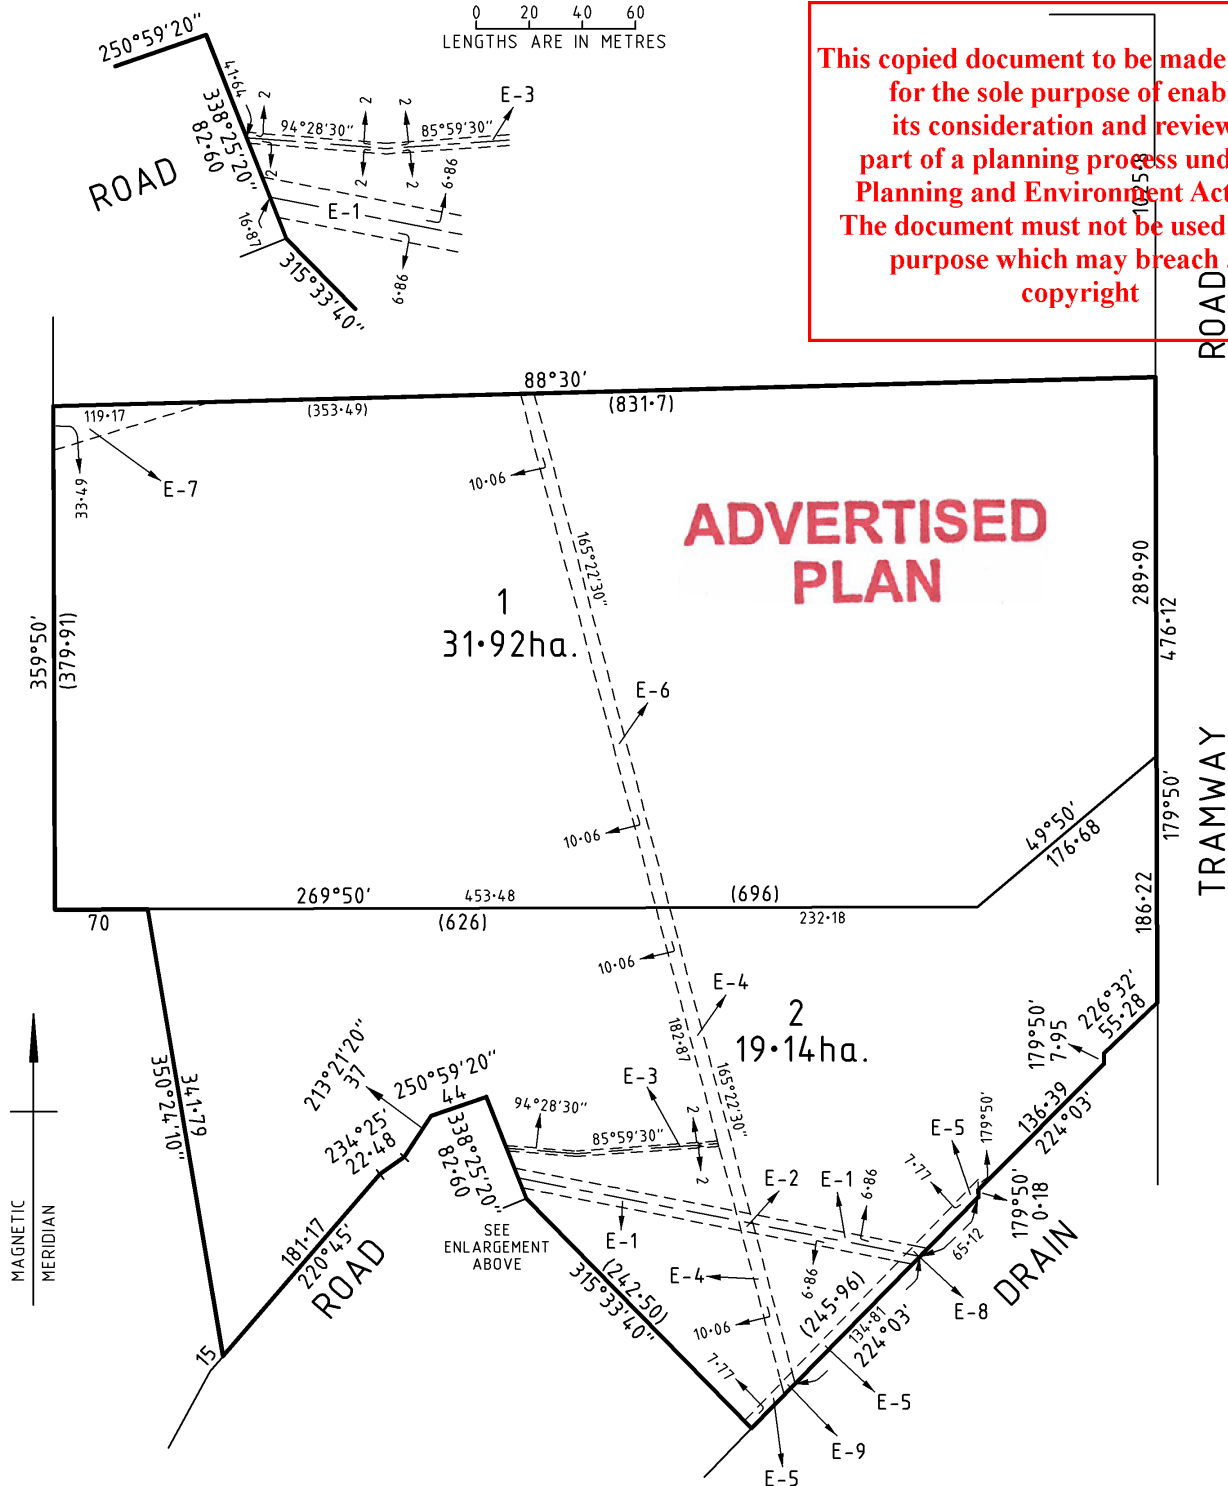 0 20 40 60
LENGTHS ARE IN METRES
250°59'20"
41·64
338°25'20"
82·60
2
2
94°28'30"
2
2
2
2
85°59'30"
E-3
ROAD
E-1
6·86
6·86
16·87
315°33'40"
This copied document to be made
for the sole purpose of enab
its consideration and review
part of a planning process und
Planning and Environment Act
The document must not be used
purpose which may breach
copyright
1025·8
ROAD
88°30'
(831·7)
(353·49)
119·17
33·49
E-7
10·06
165°22'30"
ADVERTISED
PLAN
1
31·92ha.
359°50'
(379·91)
289·90
476·12
E-6
10·06
49°50'
176·68
179°50'
TRAMWAY
186·22
269°50'
453·48
(696)
70
(626)
232·18
10·06
E-4
2
19·14ha.
182·87
165°22'30"
226°32'
55·28
179°50'
7·95
136·39
224°03'
341·79
350°24'10"
213°21'20"
37
250°59'20"
44
234°25'
22·48
338°25'20"
82·60
E-3
94°28'30"
85°59'30"
2
2
E-5
179°50'
7·77
179°50'
0·18
E-2
E-1
6·86
65·12
MAGNETIC
MERIDIAN
181·17
220°45'
ROAD
SEE
ENLARGEMENT
ABOVE
E-1
(242·50)
315°33'40"
E-4
6·86
(245·96)
134·81
224°03'
E-8
DRAIN
10·06
7·77
15
E-5
E-9
E-5